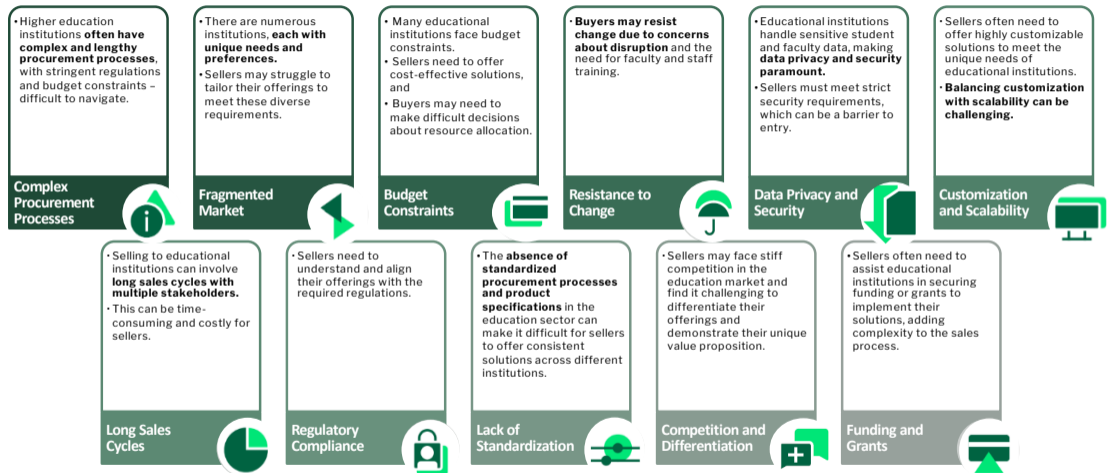 • Higher education
institutions often have
complex and lengthy
procurement processes,
with stringent regulations
and budget constraints –
difficult to navigate.
Complex
Procurement
Processes
• There are numerous
institutions, each with
unique needs and
preferences.
• Sellers may struggle to
tailor their offerings to
meet these diverse
requirements.
Fragmented
Market
• Many educational
institutions face budget
constraints.
• Sellers need to offer
cost-effective solutions,
and
• Buyers may need to
make difficult decisions
about resource allocation.
Budget
Constraints
• Buyers may resist
change due to concerns
about disruption and the
need for faculty and staff
training.
Resistance to
Change
• Educational institutions
handle sensitive student
and faculty data, making
data privacy and security
paramount.
• Sellers must meet strict
security requirements,
which can be a barrier to
entry.
Data Privacy and
Security
• Sellers often need to
offer highly customizable
solutions to meet the
unique needs of
educational institutions.
• Balancing customization
with scalability can be
challenging.
Customization
and Scalability
• Selling to educational
institutions can involve
long sales cycles with
multiple stakeholders.
• This can be time-
consuming and costly for
sellers.
Long Sales
Cycles
• Sellers need to
understand and align
their offerings with the
required regulations.
Regulatory
Compliance
• The absence of
standardized
procurement processes
and product
specifications in the
education sector can
make it difficult for sellers
to offer consistent
solutions across different
institutions.
Lack of
Standardization
• Sellers may face stiff
competition in the
education market and
find it challenging to
differentiate their
offerings and
demonstrate their unique
value proposition.
Competition and
Differentiation
• Sellers often need to
assist educational
institutions in securing
funding or grants to
implement their
solutions, adding
complexity to the sales
process.
Funding and
Grants